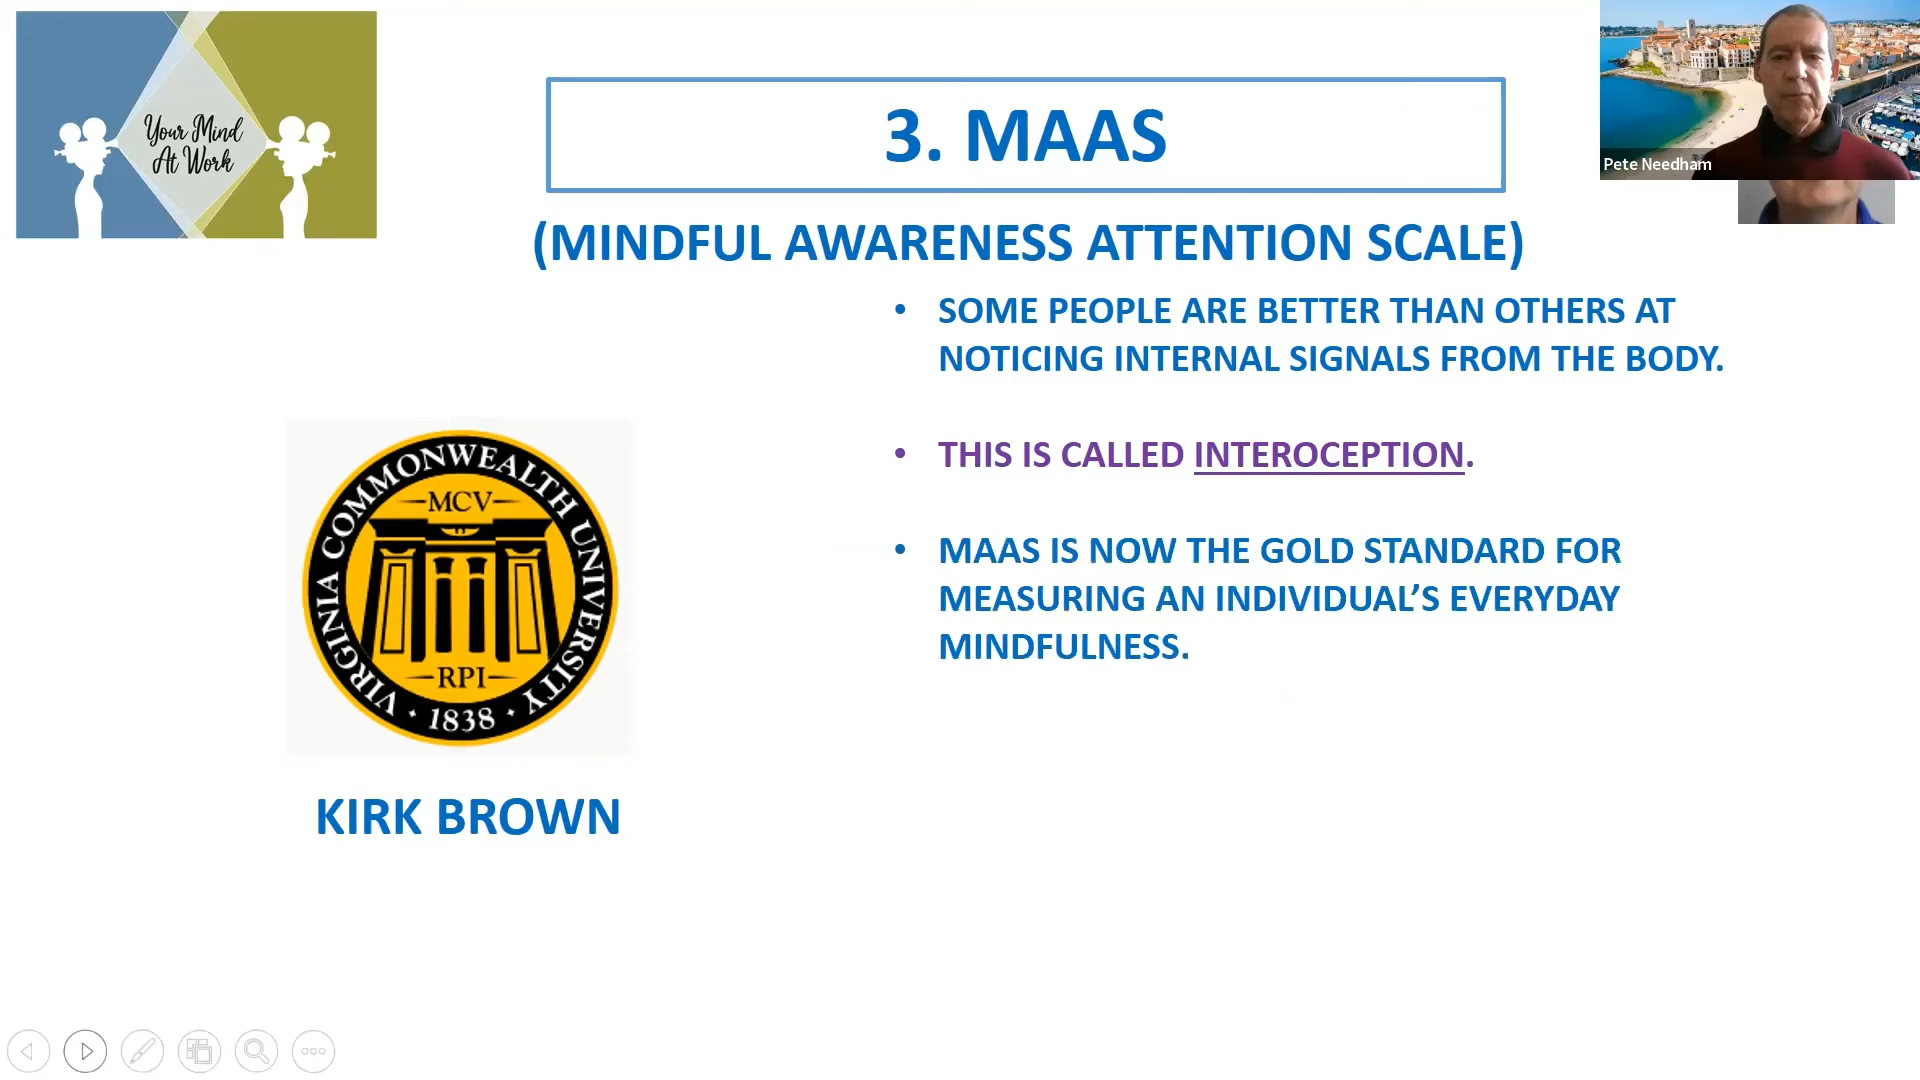 Your Mind
At Work
3. MAAS
(MINDFUL AWARENESS ATTENTION SCALE)
Pete Needham
• SOME PEOPLE ARE BETTER THAN OTHERS AT
NOTICING INTERNAL SIGNALS FROM THE BODY.
• THIS IS CALLED INTEROCEPTION.
• MAAS IS NOW THE GOLD STANDARD FOR
MEASURING AN INDIVIDUAL’S EVERYDAY
MINDFULNESS.
VIRGINIA COMMONWEALTH UNIVERSITY
MCV
RPI
1838
KIRK BROWN